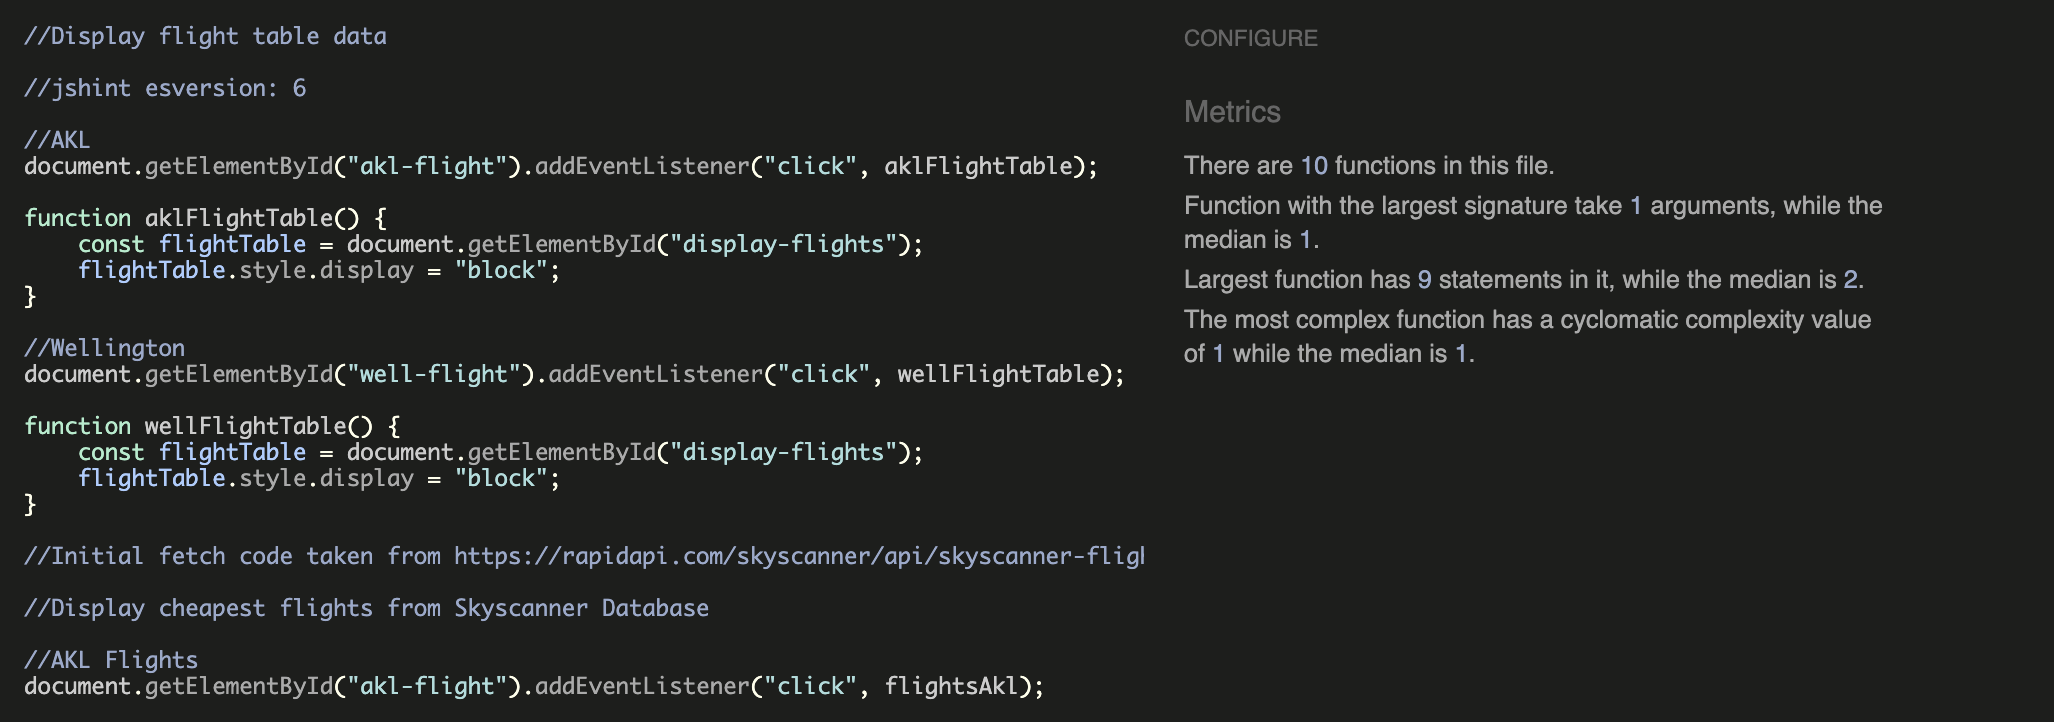 //Display flight table data
//jshint esversion: 6
//AKL
document.getElementById("akl-flight").addEventListener("click", aklFlightTable);
function aklFlightTable() {
    const flightTable = document.getElementById("display-flights");
    flightTable.style.display = "block";
}
//Wellington
document.getElementById("well-flight").addEventListener("click", wellFlightTable);
function wellFlightTable() {
    const flightTable = document.getElementById("display-flights");
    flightTable.style.display = "block";
}
//Initial fetch code taken from https://rapidapi.com/skyscanner/api/skyscanner-fligl
//Display cheapest flights from Skyscanner Database
//AKL Flights
document.getElementById("akl-flight").addEventListener("click", flightsAkl);
CONFIGURE
Metrics
There are 10 functions in this file.
Function with the largest signature take 1 arguments, while the
median is 1.
Largest function has 9 statements in it, while the median is 2.
The most complex function has a cyclomatic complexity value
of 1 while the median is 1.